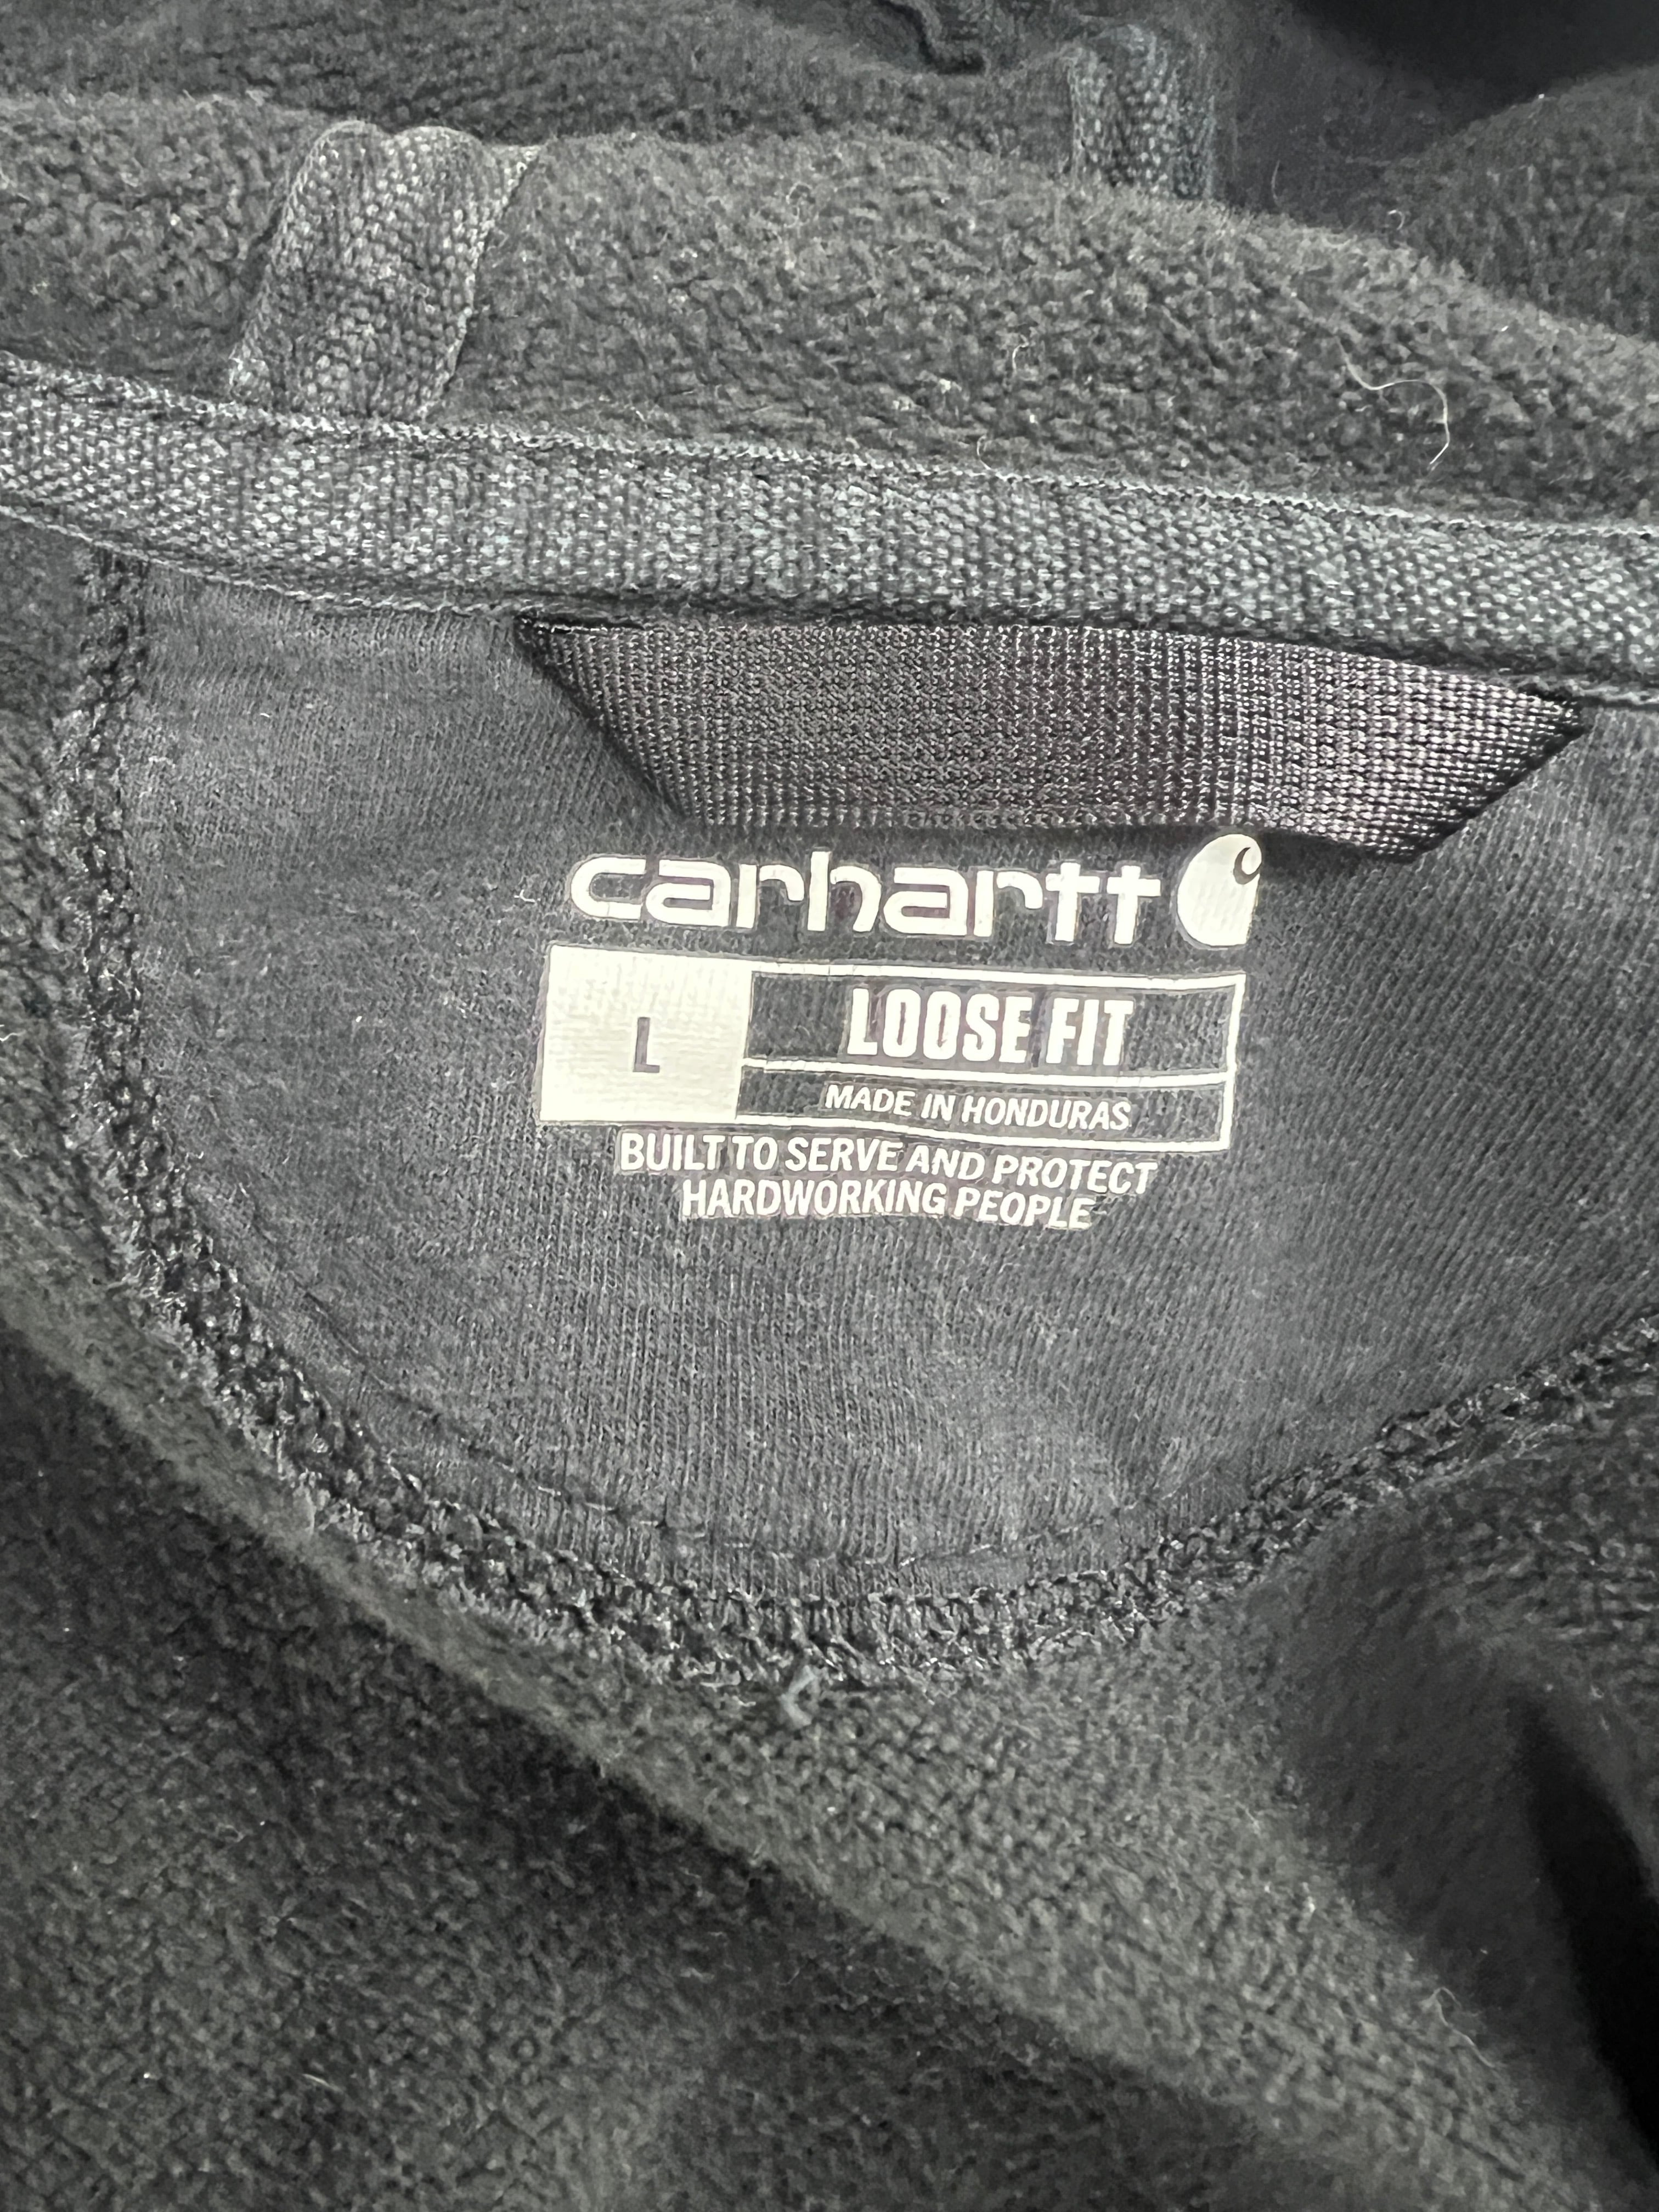 carhartt
L
LOOSE FIT
MADE IN HONDURAS
BUILT TO SERVE AND PROTECT
HARDWORKING PEOPLE